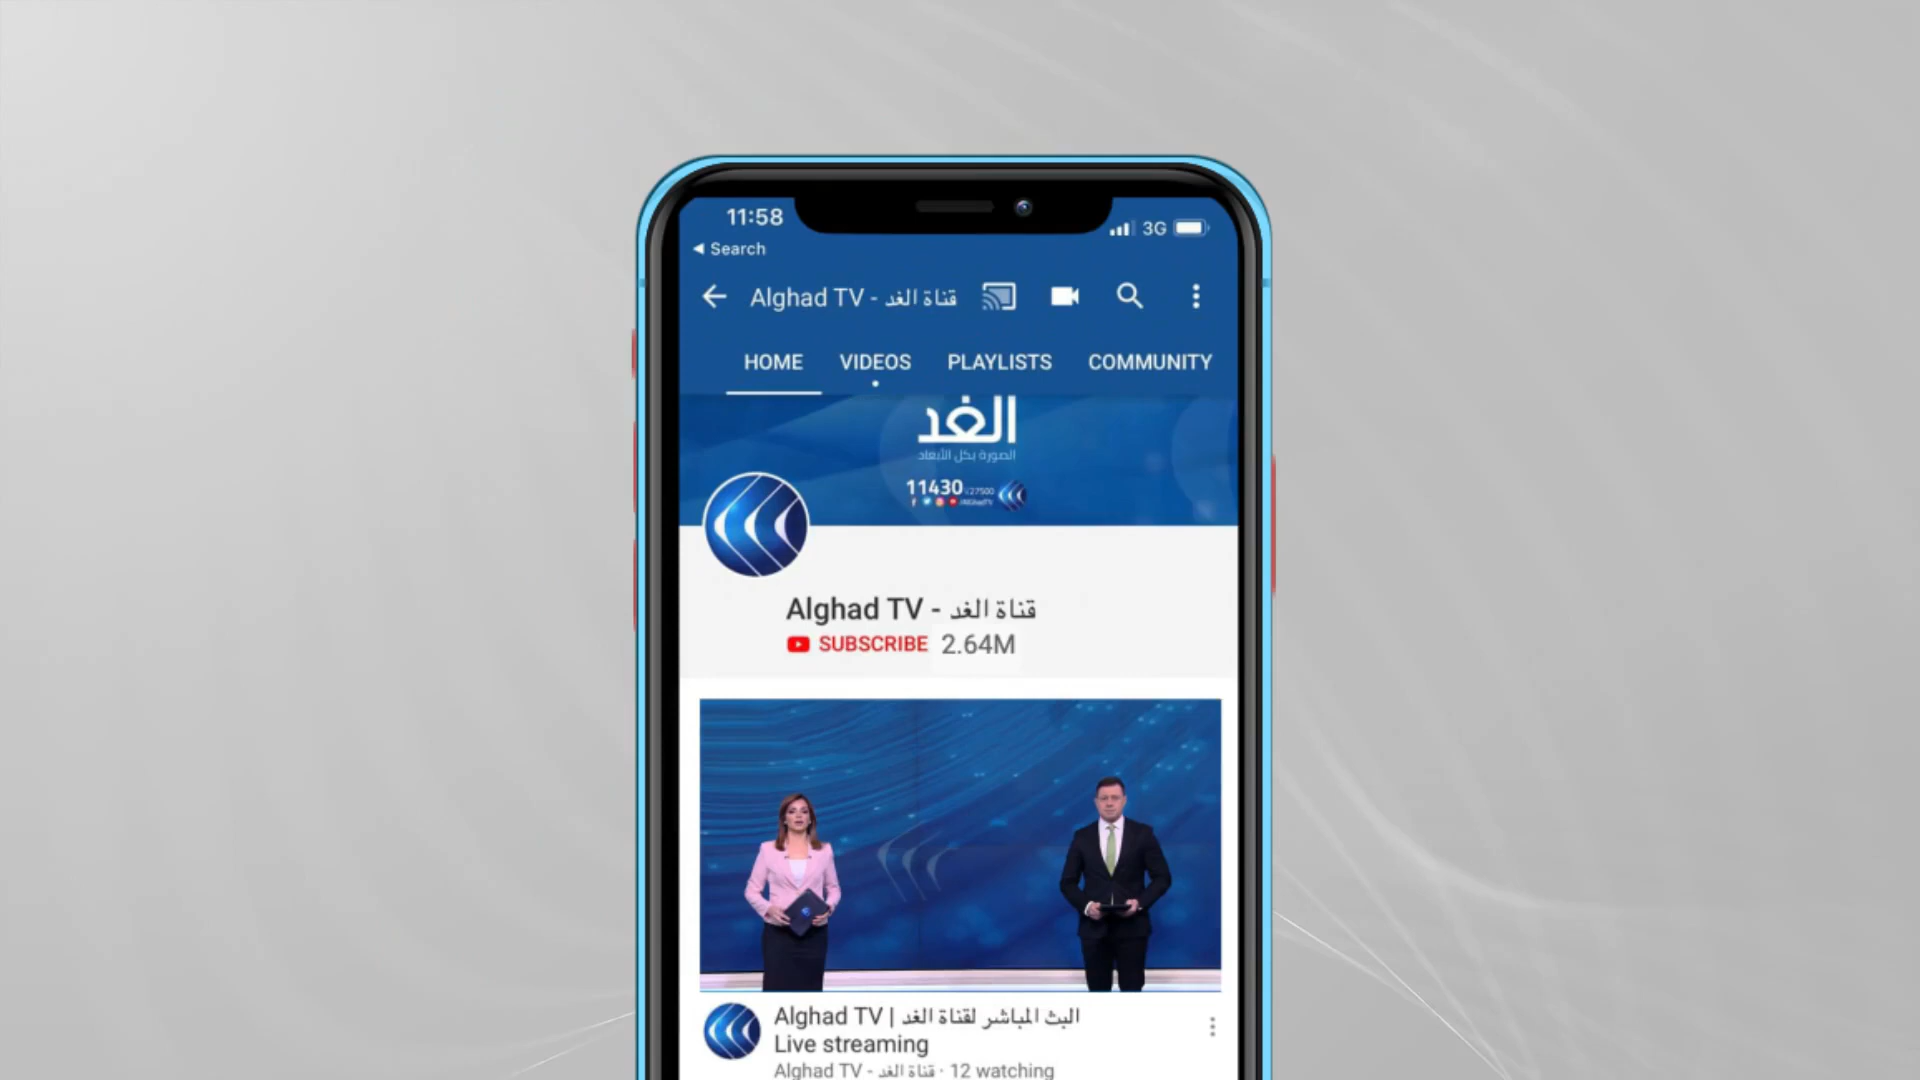 11:58
3G
Search
Alghad TV - قناة الغد
HOME VIDEOS PLAYLISTS COMMUNITY
الغد
الصورة بكل الأبعاد
11430 27500
Alghad TV - قناة الغد
SUBSCRIBE 2.64M
Alghad TV | البث المباشر لقناة الغد
Live streaming
Alghad TV - قناة الغد · 12 watching